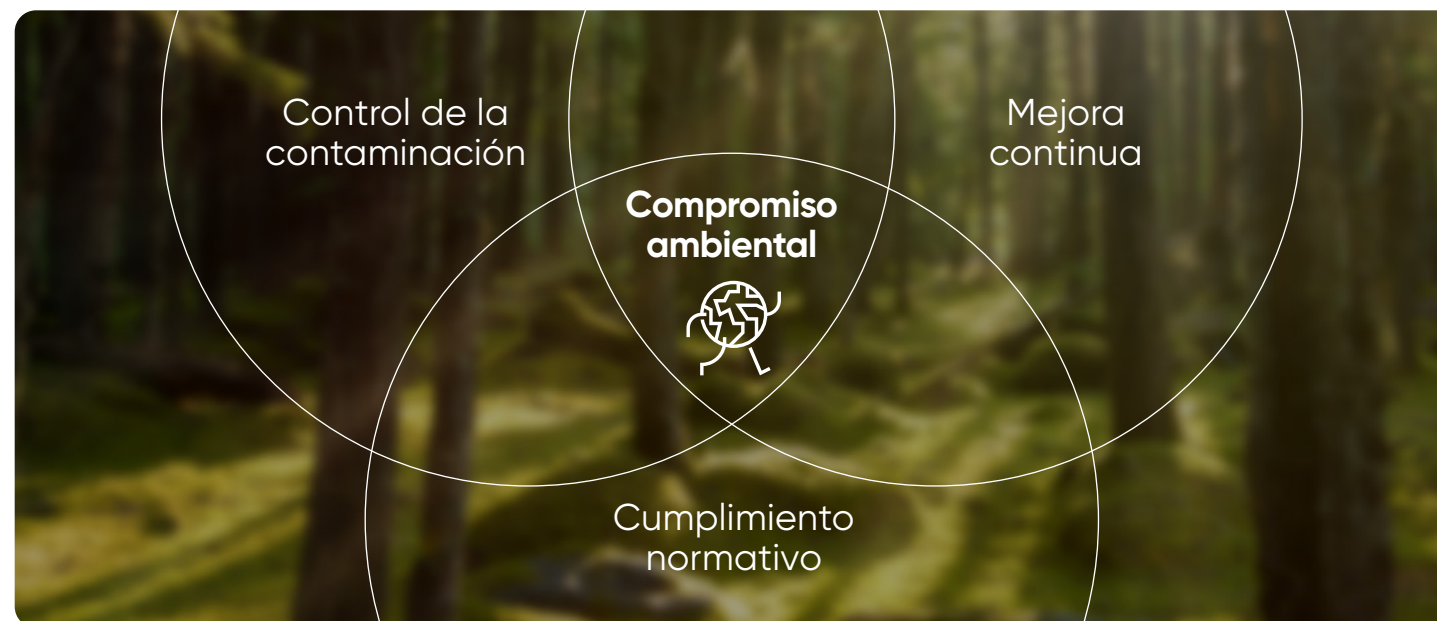 Control de la
contaminación
Mejora
continua
Compromiso
ambiental
Cumplimiento
normativo